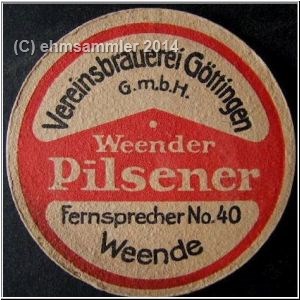 (C) ehmsammler 2014
Vereinsbrauerei Göttingen
G.m.b.H.
Weender
Pilsener
Fernsprecher No. 40
Weende